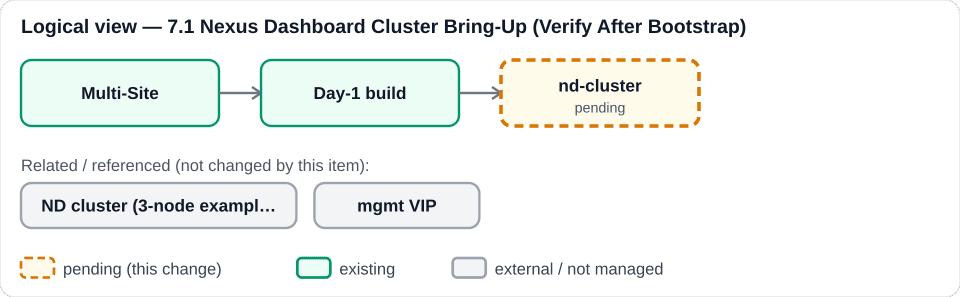 Logical view — 7.1 Nexus Dashboard Cluster Bring-Up (Verify After Bootstrap)
Multi-Site
Day-1 build
nd-cluster
pending
Related / referenced (not changed by this item):
ND cluster (3-node exampl…
mgmt VIP
pending (this change)
existing
external / not managed